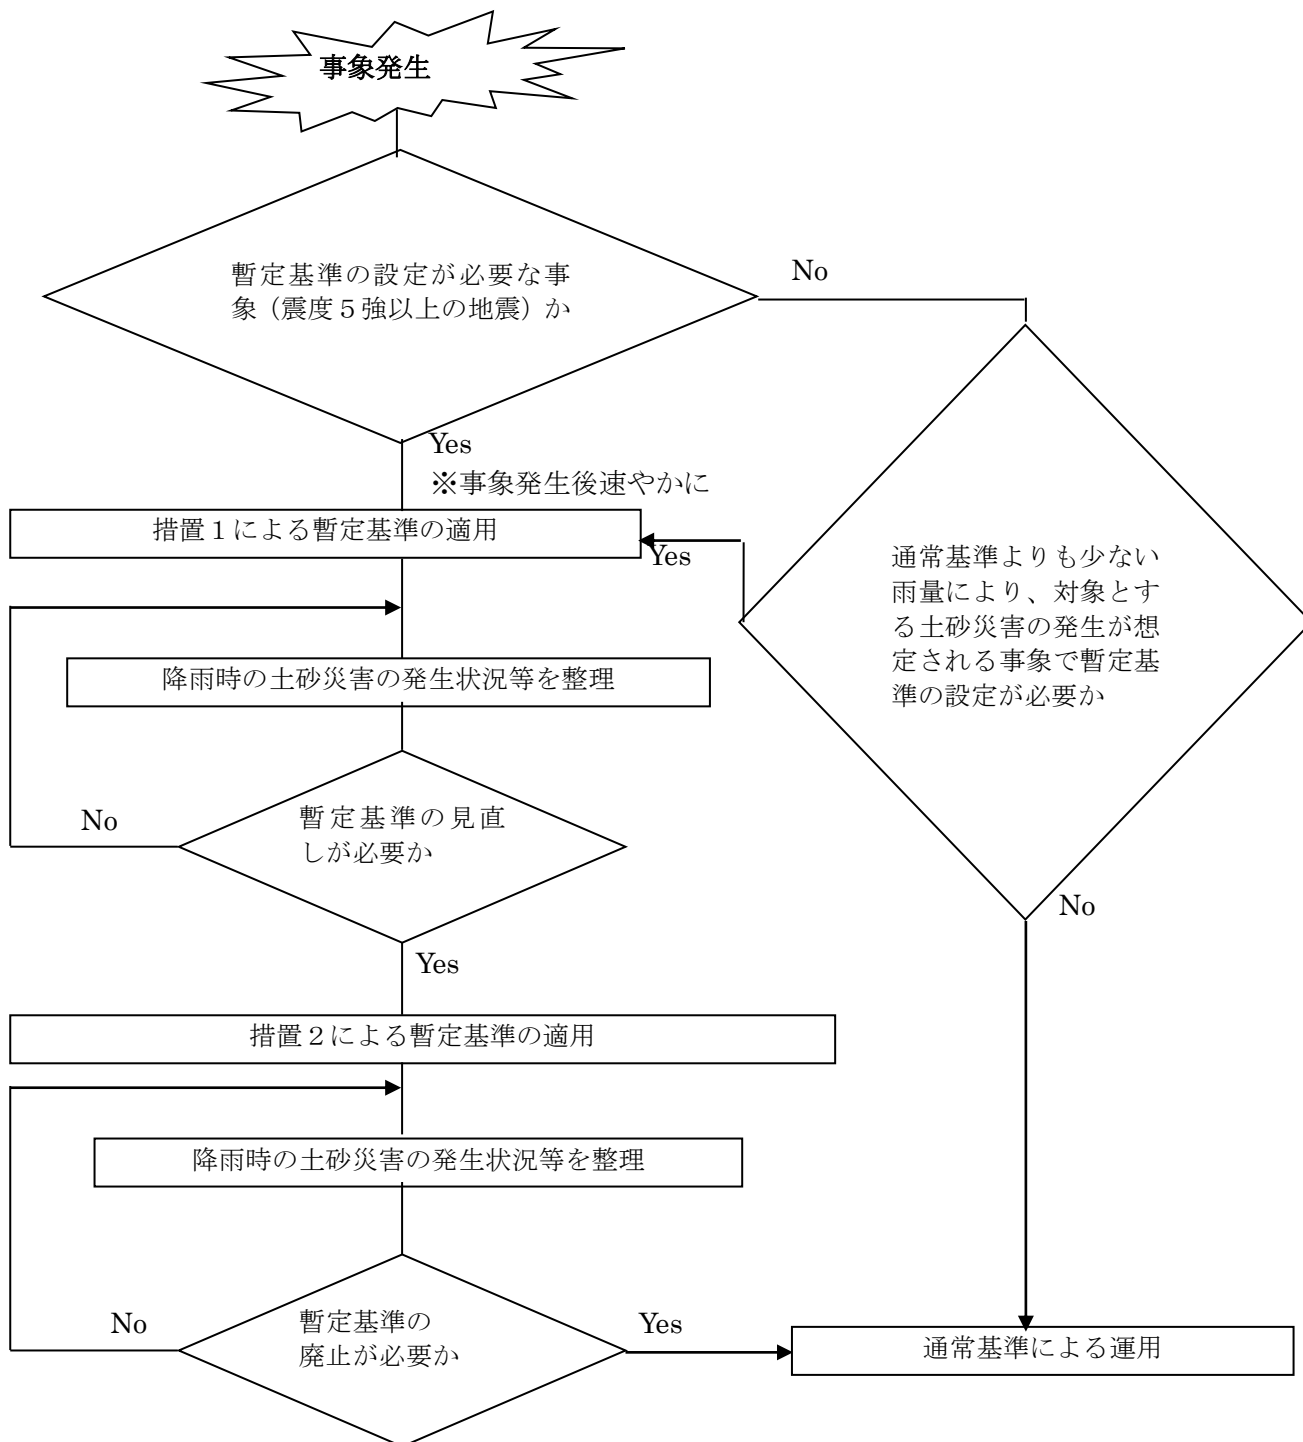 事象発生
暫定基準の設定が必要な事
象（震度５強以上の地震）か
No
Yes
※事象発生後速やかに
措置１による暫定基準の適用
Yes
通常基準よりも少ない
雨量により、対象とす
る土砂災害の発生が想
定される事象で暫定基
準の設定が必要か
降雨時の土砂災害の発生状況等を整理
No
暫定基準の見直
しが必要か
No
Yes
措置２による暫定基準の適用
降雨時の土砂災害の発生状況等を整理
No
暫定基準の
廃止が必要か
Yes
通常基準による運用